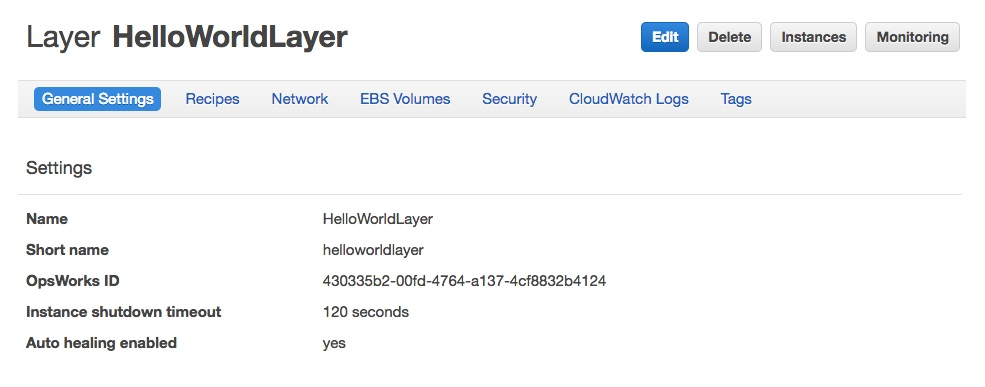 Layer HelloWorldLayer Edit Delete Instances Monitoring
General Settings Recipes Network EBS Volumes Security CloudWatch Logs Tags
Settings
Name HelloWorldLayer
Short name helloworldlayer
OpsWorks ID 430335b2-00fd-4764-a137-4cf8832b4124
Instance shutdown timeout 120 seconds
Auto healing enabled yes